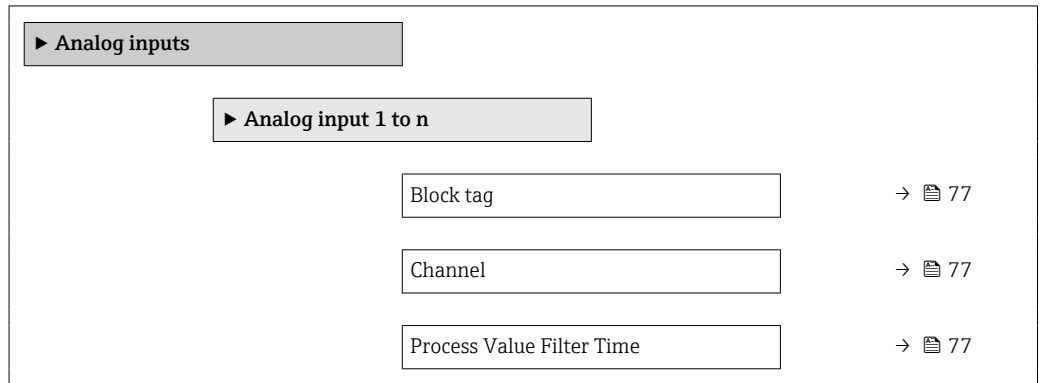 ▶ Analog inputs
▶ Analog input 1 to n
Block tag → 77
Channel → 77
Process Value Filter Time → 77